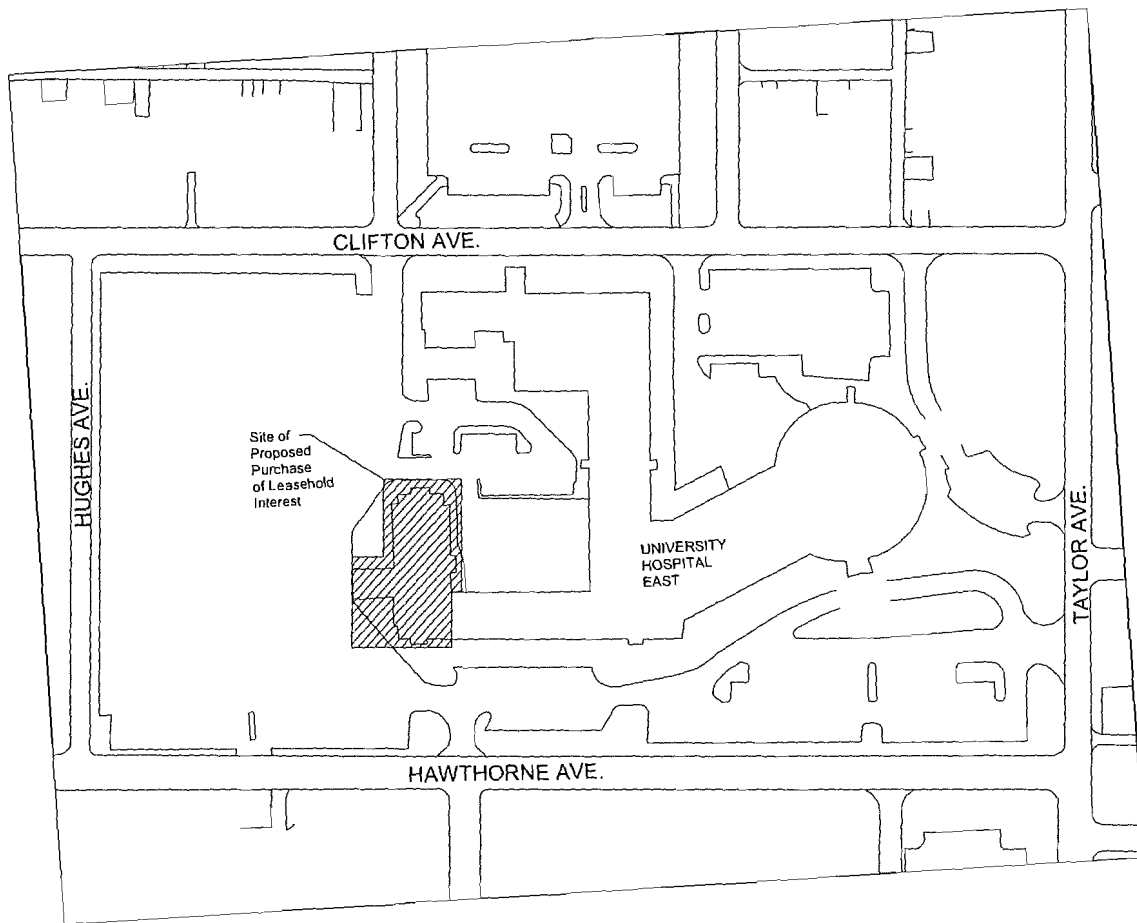 CLIFTON AVE.
HUGHES AVE.
Site of
Proposed
Purchase
of Leasehold
Interest
UNIVERSITY
HOSPITAL
EAST
TAYLOR AVE.
HAWTHORNE AVE.